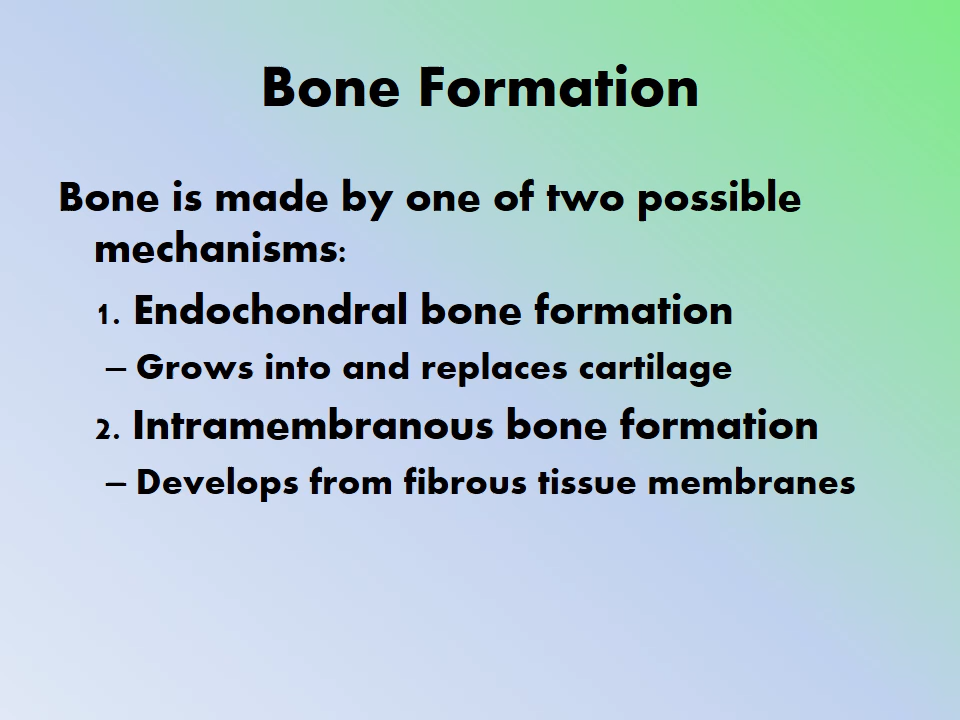 Bone Formation
Bone is made by one of two possible
mechanisms:
1. Endochondral bone formation
– Grows into and replaces cartilage
2. Intramembranous bone formation
– Develops from fibrous tissue membranes